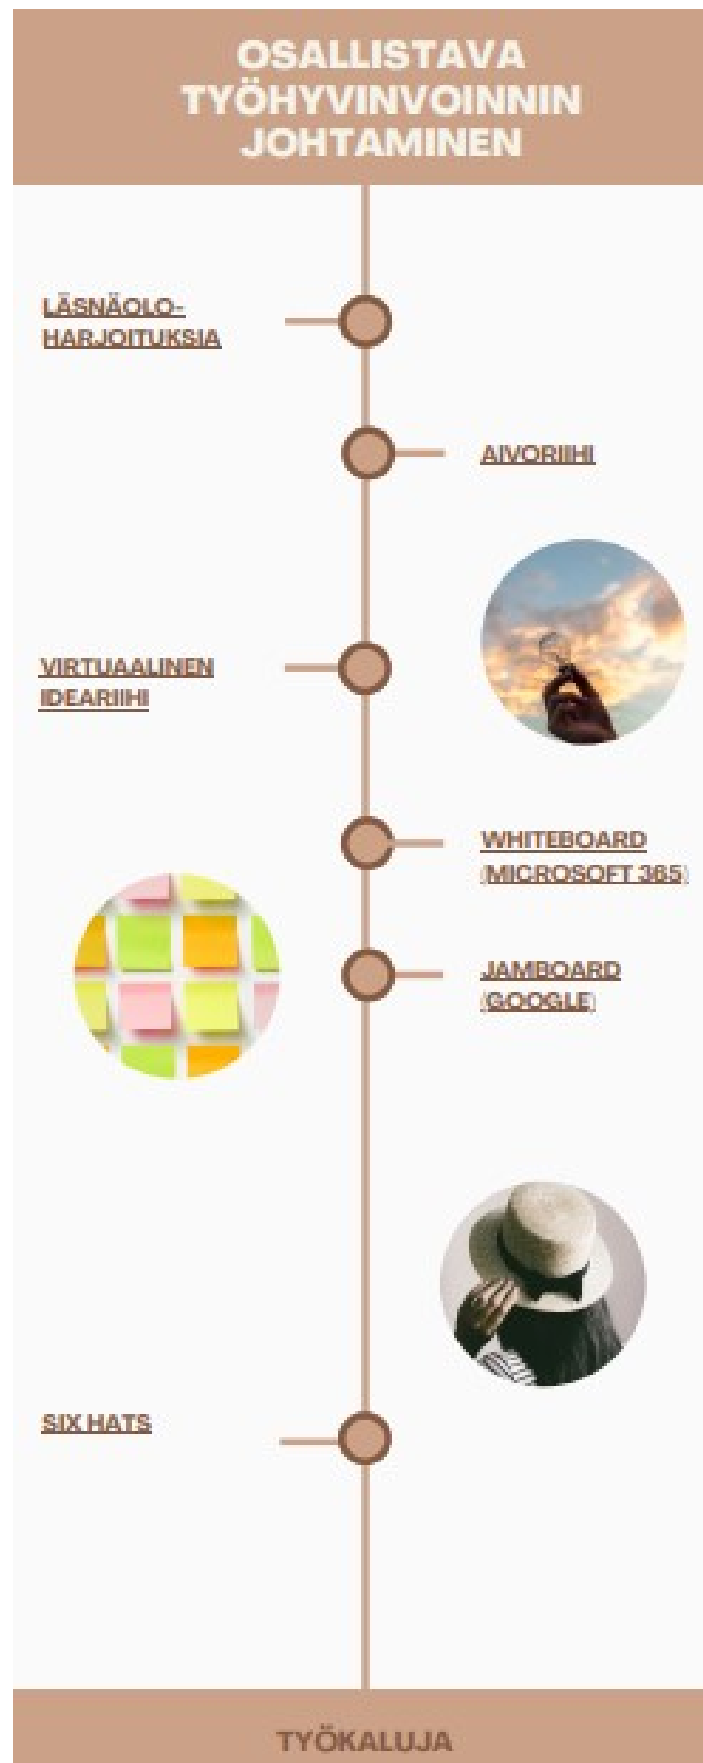 OSALLISTAVA
TYÖHYVINVOINNIN
JOHTAMINEN
LÄSNÄOLO-
HARJOITUKSIA
AIVORIIHI
VIRTUAALINEN
IDEARIIHI
WHITEBOARD
(MICROSOFT 365)
JAMBOARD
(GOOGLE)
SIX HATS
TYÖKALUJA